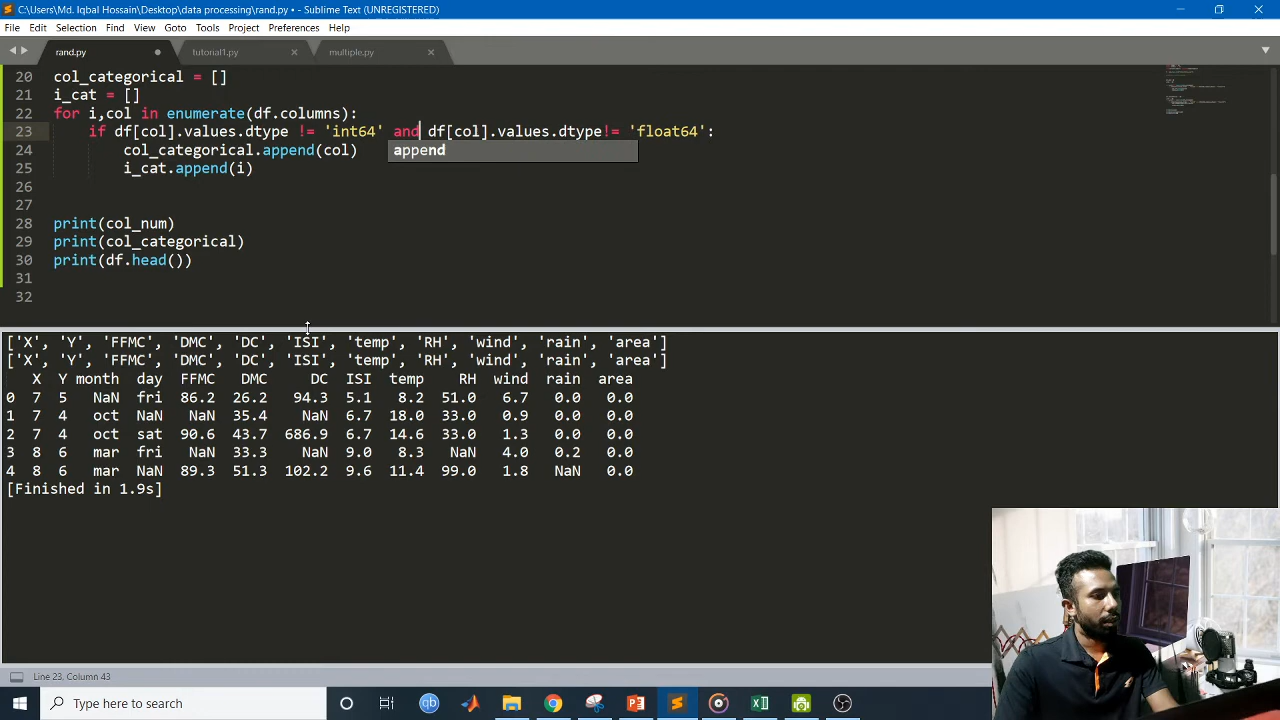 C:\Users\Md. Iqbal Hossain\Desktop\data processing\rand.py • - Sublime Text (UNREGISTERED)
File Edit Selection Find View Goto Tools Project Preferences Help
rand.py tutorial1.py multiple.py
20 col_categorical = []
21 i_cat = []
22 for i,col in enumerate(df.columns):
23 if df[col].values.dtype != 'int64' and df[col].values.dtype!= 'float64':
24 col_categorical.append(col)
append
25 i_cat.append(i)
26
27
28 print(col_num)
29 print(col_categorical)
30 print(df.head())
31
32
['X', 'Y', 'FFMC', 'DMC', 'DC', 'ISI', 'temp', 'RH', 'wind', 'rain', 'area']
['X', 'Y', 'FFMC', 'DMC', 'DC', 'ISI', 'temp', 'RH', 'wind', 'rain', 'area']
X Y month day FFMC DMC DC ISI temp RH wind rain area
0 7 5 NaN fri 86.2 26.2 94.3 5.1 8.2 51.0 6.7 0.0 0.0
1 7 4 oct NaN NaN 35.4 NaN 6.7 18.0 33.0 0.9 0.0 0.0
2 7 4 oct sat 90.6 43.7 686.9 6.7 14.6 33.0 1.3 0.0 0.0
3 8 6 mar fri NaN 33.3 NaN 9.0 8.3 NaN 4.0 0.2 0.0
4 8 6 mar NaN 89.3 51.3 102.2 9.6 11.4 99.0 1.8 NaN 0.0
[Finished in 1.9s]
Line 23, Column 43
Type here to search